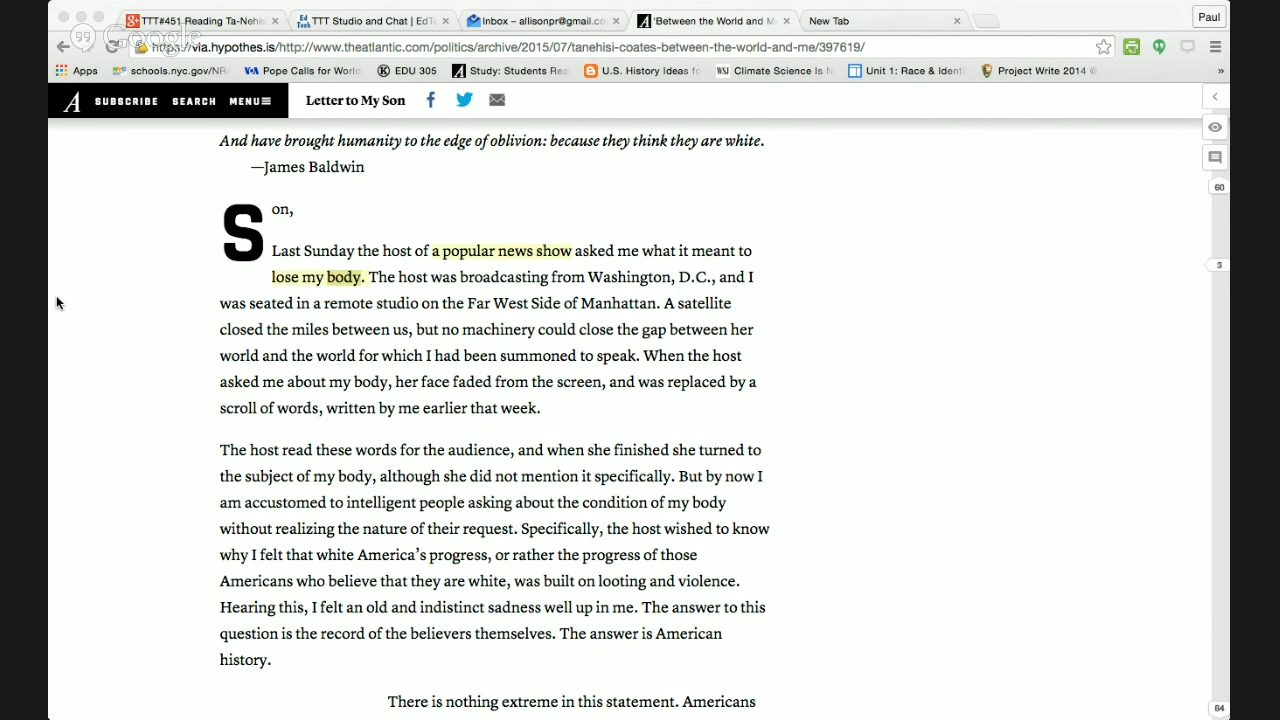 TTT#451 Reading Ta-Nehis
Ed Tech TTT Studio and Chat | EdTe
Inbox – allisonpr@gmail.co
A 'Between the World and M
New Tab
Paul
Google
https://via.hypothes.is/http://www.theatlantic.com/politics/archive/2015/07/tanehisi-coates-between-the-world-and-me/397619/
Apps
schools.nyc.gov/NR
VoA Pope Calls for World
K EDU 305
A Study: Students Rea
U.S. History Ideas fo
WSJ Climate Science Is N
Unit 1: Race & Identi
Project Write 2014
»
A SUBSCRIBE SEARCH MENU
Letter to My Son
And have brought humanity to the edge of oblivion: because they think they are white.
—James Baldwin
60
Son,
Last Sunday the host of a popular news show asked me what it meant to
3
lose my body. The host was broadcasting from Washington, D.C., and I
was seated in a remote studio on the Far West Side of Manhattan. A satellite
closed the miles between us, but no machinery could close the gap between her
world and the world for which I had been summoned to speak. When the host
asked me about my body, her face faded from the screen, and was replaced by a
scroll of words, written by me earlier that week.
The host read these words for the audience, and when she finished she turned to
the subject of my body, although she did not mention it specifically. But by now I
am accustomed to intelligent people asking about the condition of my body
without realizing the nature of their request. Specifically, the host wished to know
why I felt that white America's progress, or rather the progress of those
Americans who believe that they are white, was built on looting and violence.
Hearing this, I felt an old and indistinct sadness well up in me. The answer to this
question is the record of the believers themselves. The answer is American
history.
There is nothing extreme in this statement. Americans
84